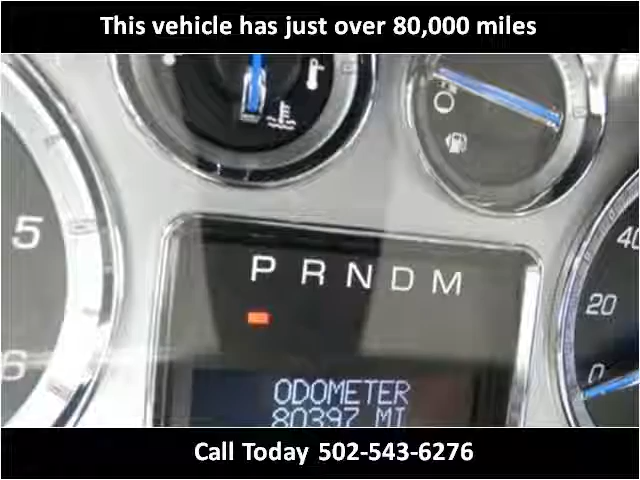 This vehicle has just over 80,000 miles
5
6
P R N D M
40
20
0
ODOMETER
80397 MI
Call Today 502-543-6276